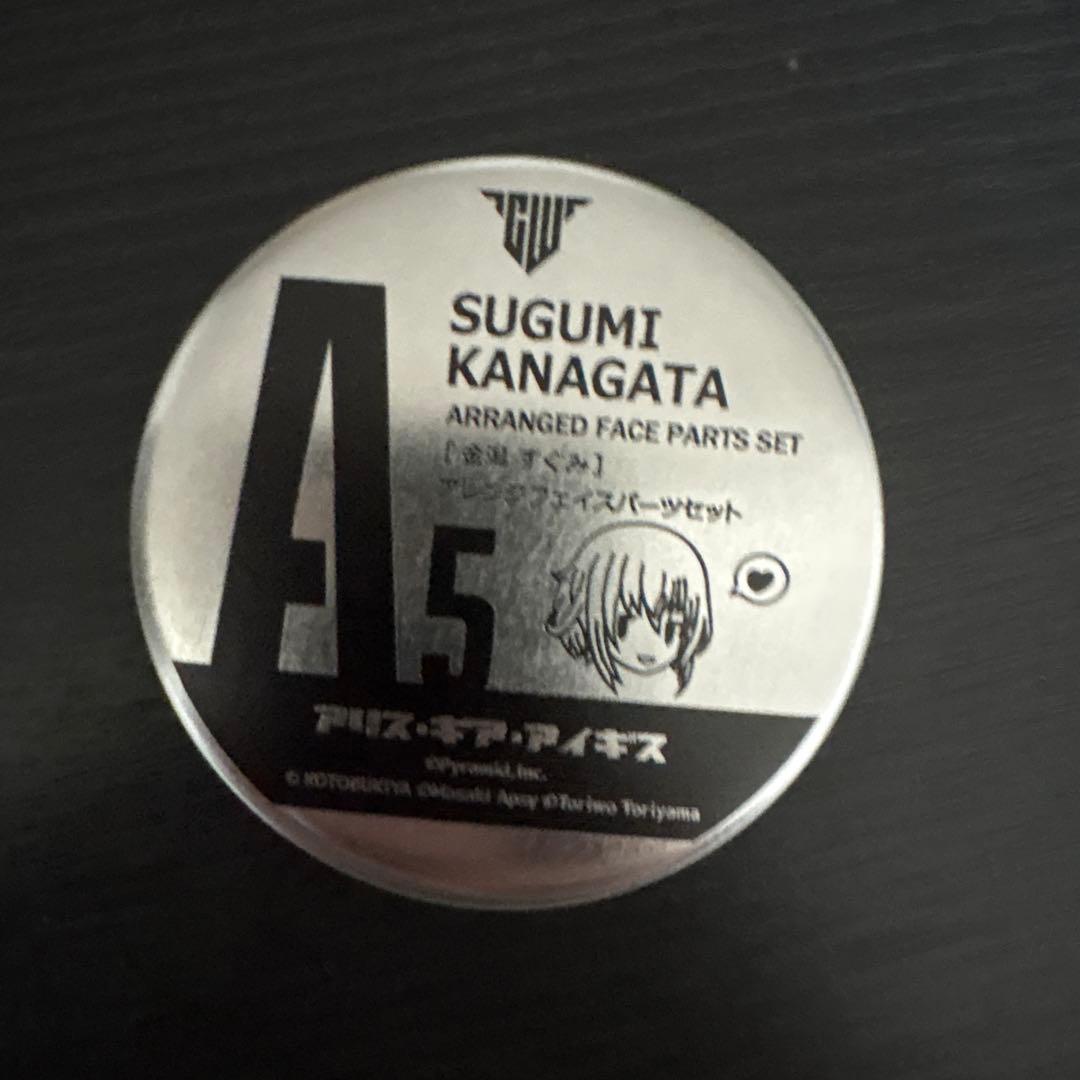 GW
SUGUMI
KANAGATA
ARRANGED FACE PARTS SET
[金潟 すぐみ]
アレンジフェイスパーツセット
A5
アリス・ギア・アイギス
©Pyramid,Inc.
© KOTOBUKIYA ©Masaki Apsy ©Toriwo Toriyama